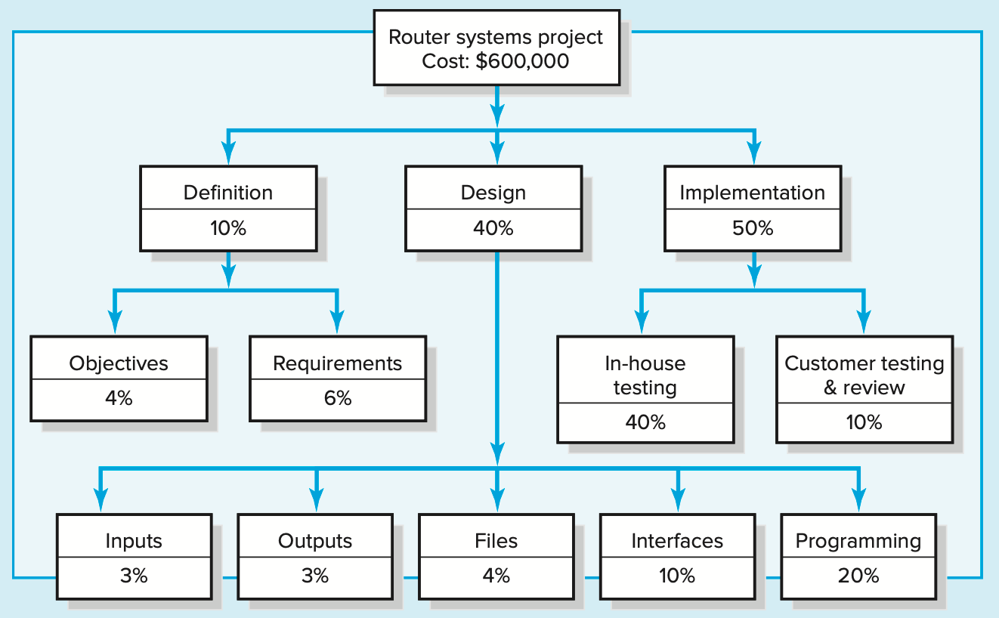 Router systems project
Cost: $600,000
Definition
10%
Design
40%
Implementation
50%
Objectives
4%
Requirements
6%
In-house
testing
40%
Customer testing
& review
10%
Inputs
3%
Outputs
3%
Files
4%
Interfaces
10%
Programming
20%